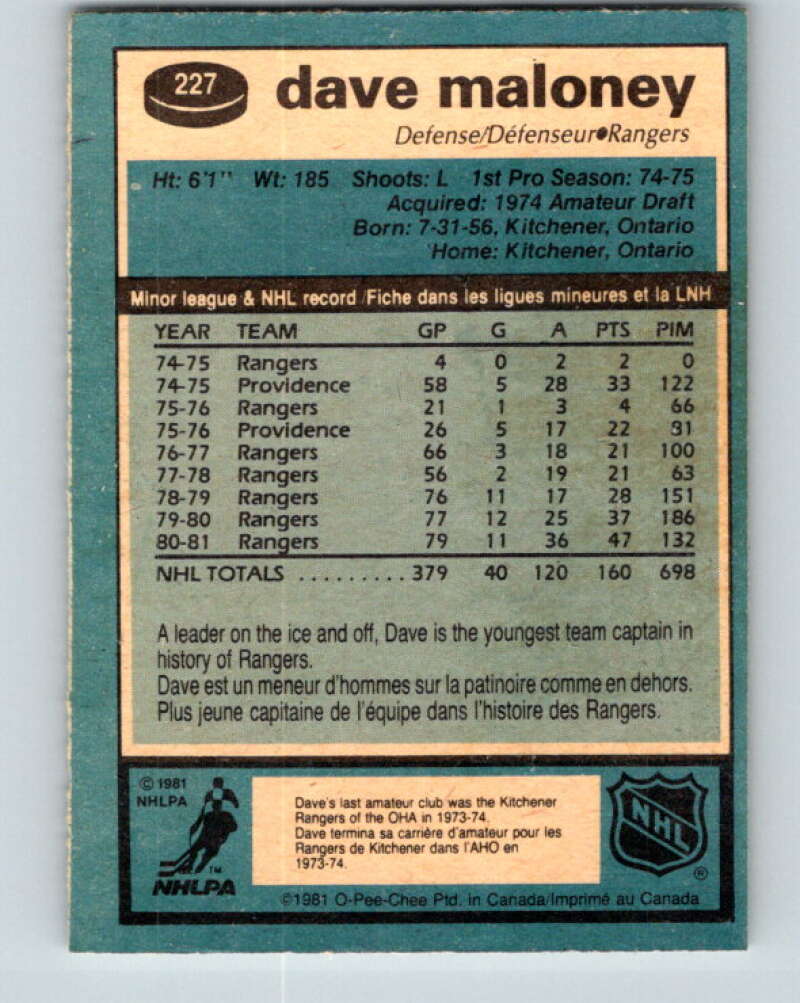 227
dave maloney
Defense/Défenseur●Rangers
Ht: 6'1" Wt: 185 Shoots: L 1st Pro Season: 74-75
Acquired: 1974 Amateur Draft
Born: 7-31-56, Kitchener, Ontario
Home: Kitchener, Ontario
Minor league & NHL record /Fiche dans les ligues mineures et la LNH
YEAR TEAM GP G A PTS PIM
74-75 Rangers 4 0 2 2 0
74-75 Providence 58 5 28 33 122
75-76 Rangers 21 1 3 4 66
75-76 Providence 26 5 17 22 81
76-77 Rangers 66 3 18 21 100
77-78 Rangers 56 2 19 21 63
78-79 Rangers 76 11 17 28 151
79-80 Rangers 77 12 25 37 186
80-81 Rangers 79 11 36 47 132
NHL TOTALS ......... 379 40 120 160 698
A leader on the ice and off, Dave is the youngest team captain in
history of Rangers.
Dave est un meneur d'hommes sur la patinoire comme en dehors.
Plus jeune capitaine de l'équipe dans l'histoire des Rangers.
© 1981
NHLPA
TM
NHLPA
Dave's last amateur club was the Kitchener
Rangers of the OHA in 1973-74.
Dave termina sa carrière d'amateur pour les
Rangers de Kitchener dans l'AHO en
1973-74.
NHL
®
©1981 O-Pee-Chee Ptd. in Canada/Imprimé au Canada